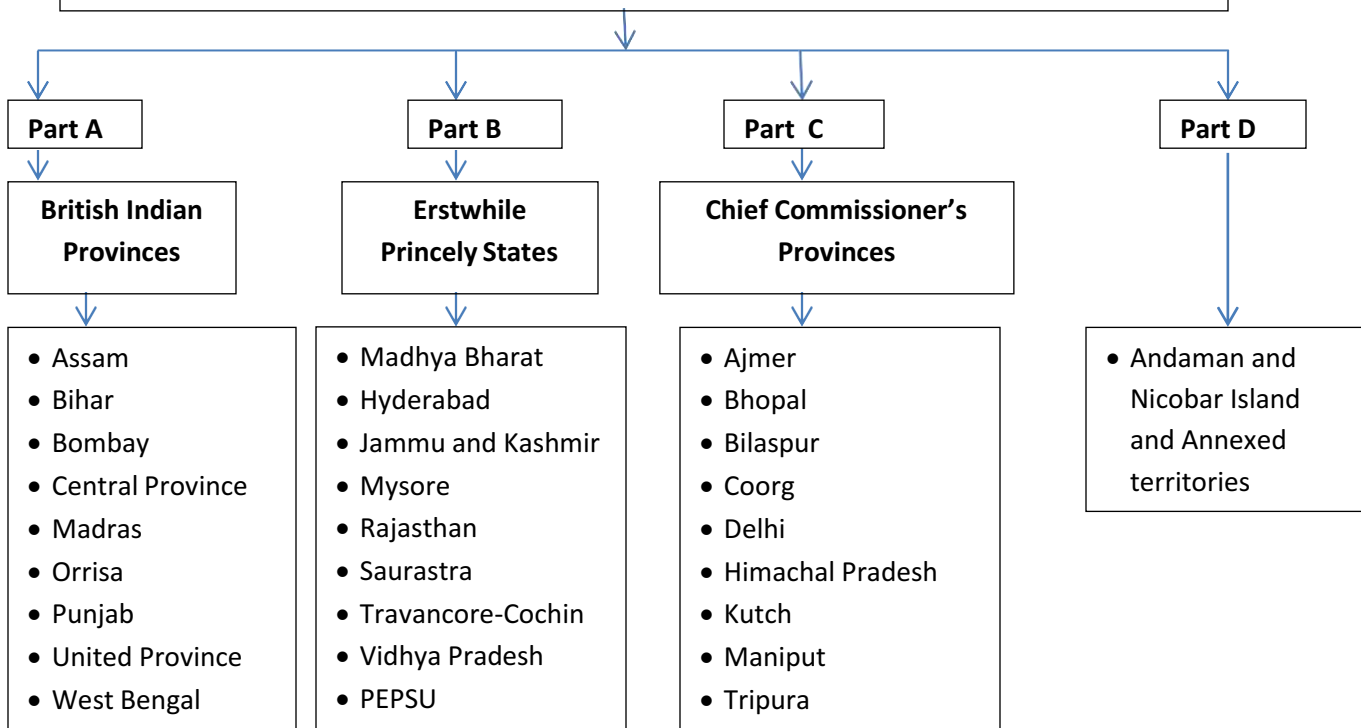 Part A
Part B
Part C
Part D
British Indian
Provinces
Erstwhile
Princely States
Chief Commissioner’s
Provinces
• Assam
• Bihar
• Bombay
• Central Province
• Madras
• Orrisa
• Punjab
• United Province
• West Bengal
• Madhya Bharat
• Hyderabad
• Jammu and Kashmir
• Mysore
• Rajasthan
• Saurastra
• Travancore-Cochin
• Vidhya Pradesh
• PEPSU
• Ajmer
• Bhopal
• Bilaspur
• Coorg
• Delhi
• Himachal Pradesh
• Kutch
• Maniput
• Tripura
• Andaman and
Nicobar Island
and Annexed
territories